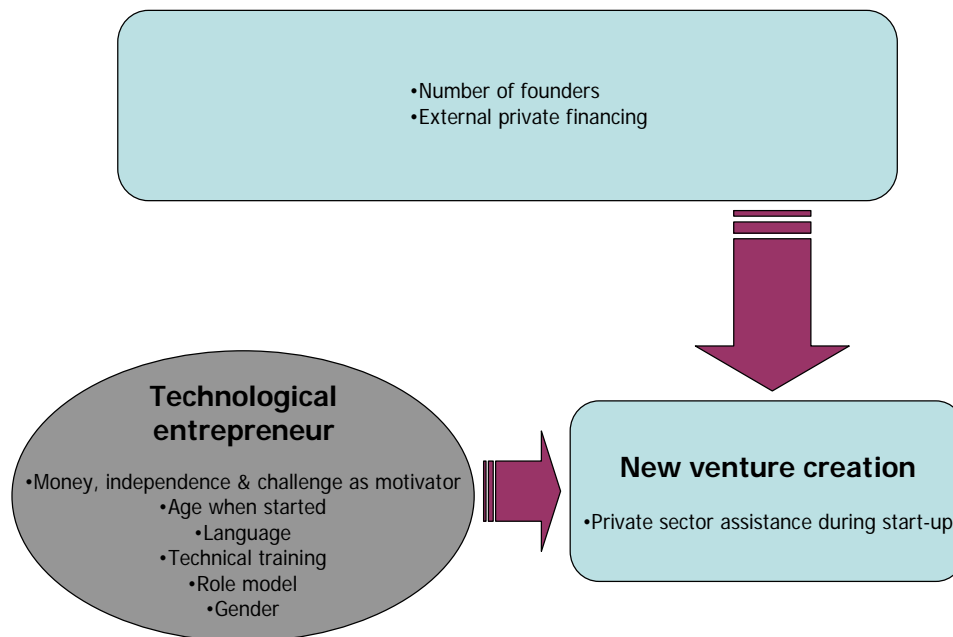 •Number of founders
•External private financing
Technological
entrepreneur
•Money, independence & challenge as motivator
•Age when started
•Language
•Technical training
•Role model
•Gender
New venture creation
•Private sector assistance during start-up